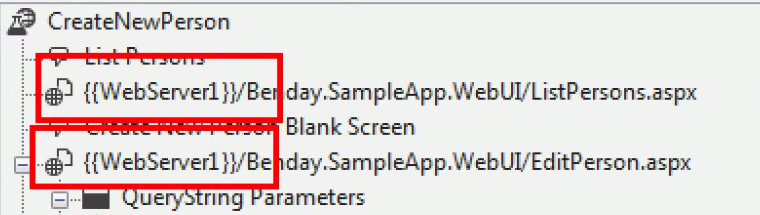 CreateNewPerson
List Persons
{{WebServer1}}/Benday.SampleApp.WebUI/ListPersons.aspx
Create New Person Blank Screen
{{WebServer1}}/Benday.SampleApp.WebUI/EditPerson.aspx
QueryString Parameters